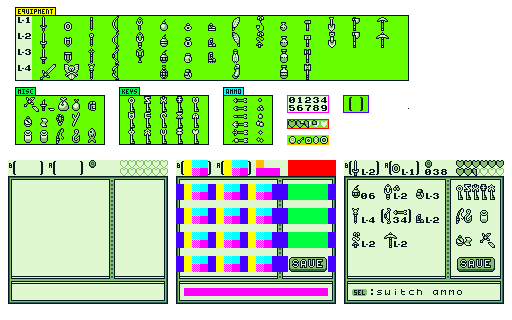 EQUIPMENT
L-1
L-2
L-3
L-4
MISC
KEYS
AMMO
01234
56789
B A
B A
B L-2 A L-1 038
06 L-2 L-3
L-4 34 L-2
L-2 L-2
SAVE
SAVE
SEL:switch ammo